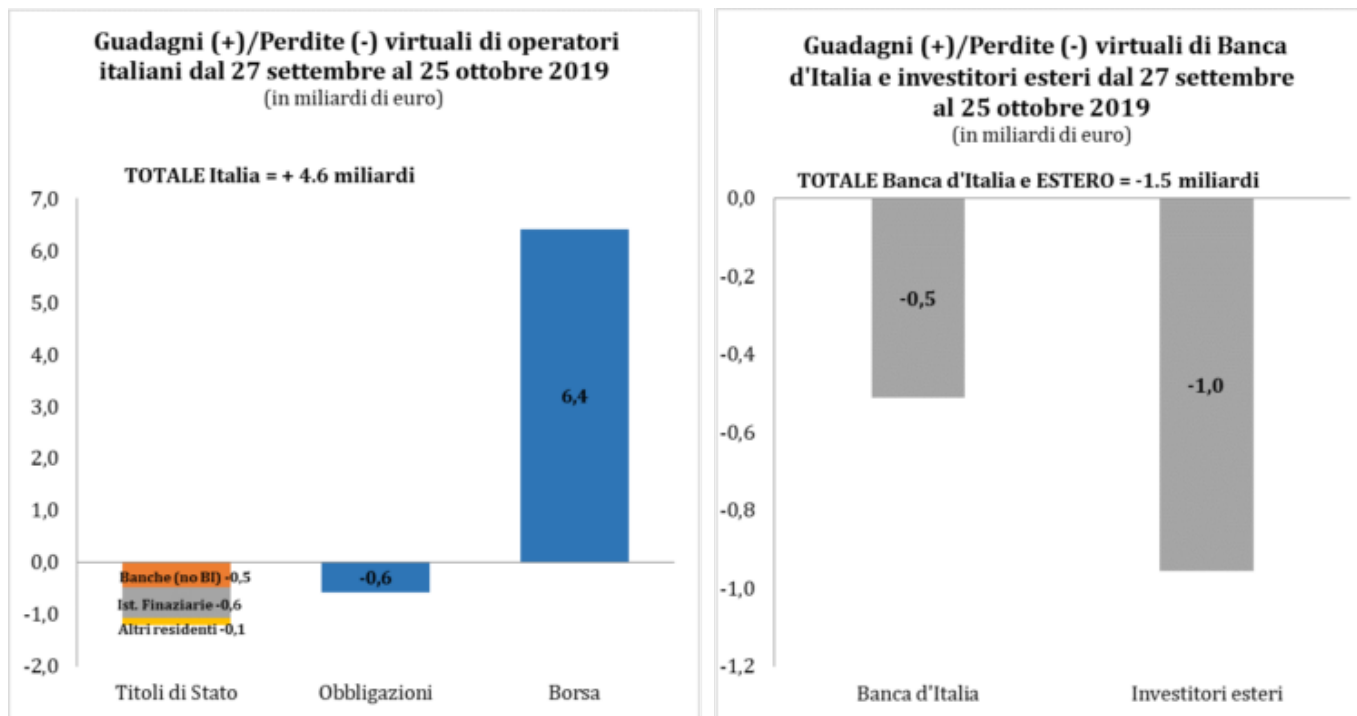 Guadagni (+)/Perdite (-) virtuali di operatori
italiani dal 27 settembre al 25 ottobre 2019
(in miliardi di euro)
TOTALE Italia = + 4.6 miliardi
7,0
6,0
5,0
4,0
3,0
2,0
1,0
0,0
-1,0
-2,0
6,4
-0,6
Banche (no BI) -0,5
Ist. Finaziarie -0,6
Altri residenti -0,1
Titoli di Stato
Obbligazioni
Borsa
Guadagni (+)/Perdite (-) virtuali di Banca
d'Italia e investitori esteri dal 27 settembre
al 25 ottobre 2019
(in miliardi di euro)
TOTALE Banca d'Italia e ESTERO = -1.5 miliardi
0,0
-0,2
-0,4
-0,6
-0,8
-1,0
-1,2
-0,5
-1,0
Banca d'Italia
Investitori esteri